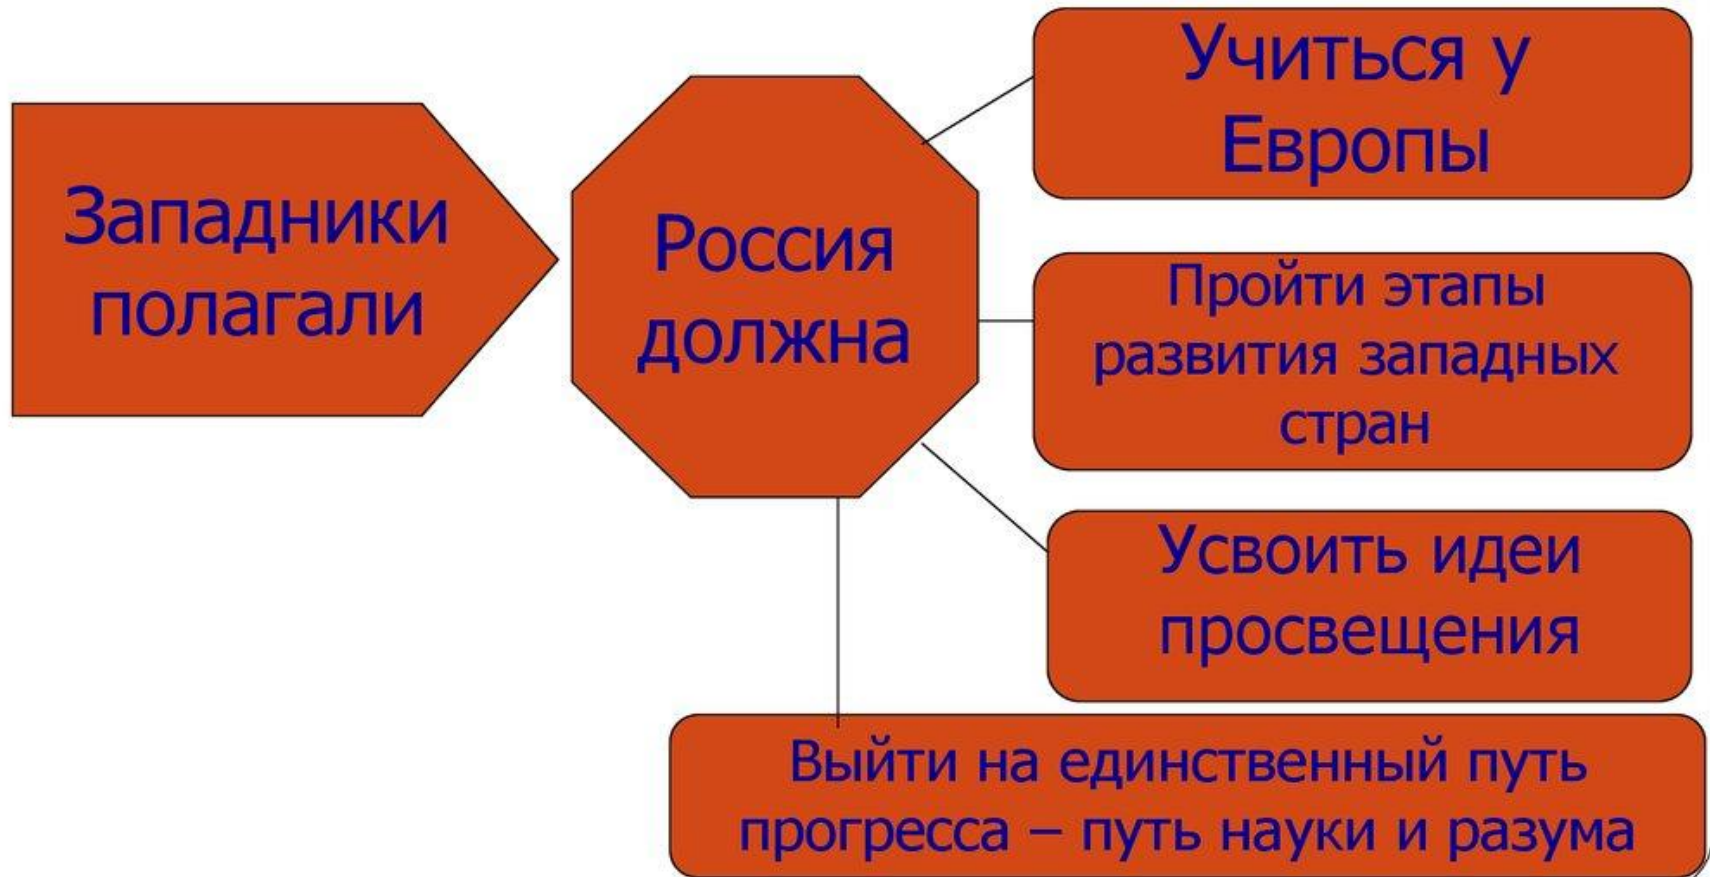 Западники
полагали
Россия
должна
Учиться у
Европы
Пройти этапы
развития западных
стран
Усвоить идеи
просвещения
Выйти на единственный путь
прогресса – путь науки и разума